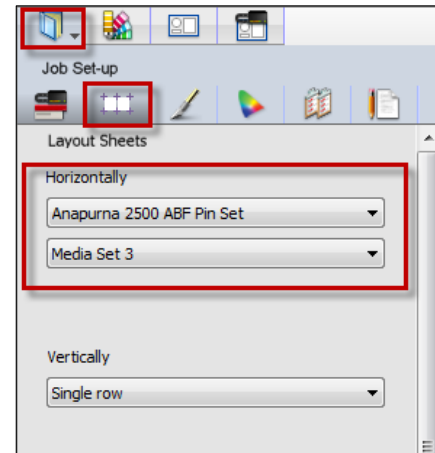 Job Set-up
Layout Sheets
Horizontally
Anapurna 2500 ABF Pin Set
Media Set 3
Vertically
Single row